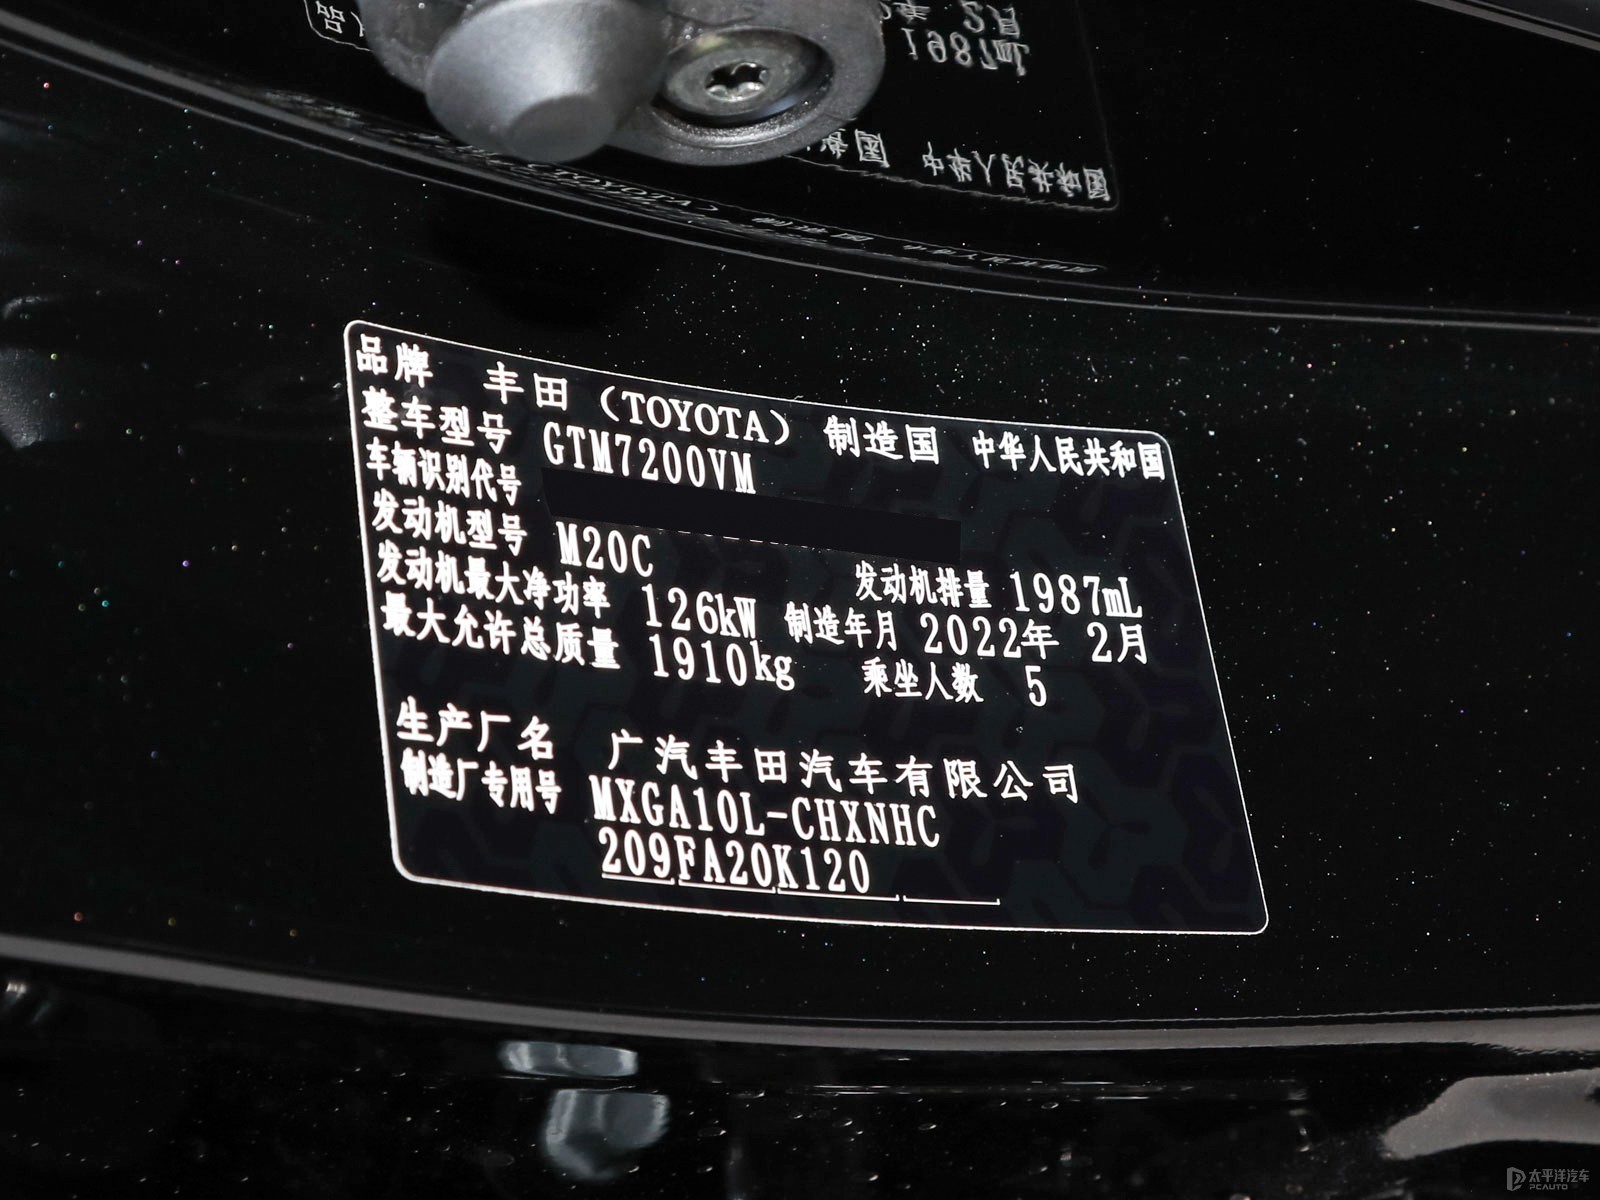 品牌 丰田（TOYOTA） 制造国 中华人民共和国
整车型号 GTM7200VM
车辆识别代号
发动机型号 M20C 发动机排量 1987mL
发动机最大净功率 126kW 制造年月 2022年 2月
最大允许总质量 1910kg 乘坐人数 5
生产厂名 广汽丰田汽车有限公司
制造厂专用号 MXGA10L-CHXNHC
209FA20K120
太平洋汽车
PCAUTO